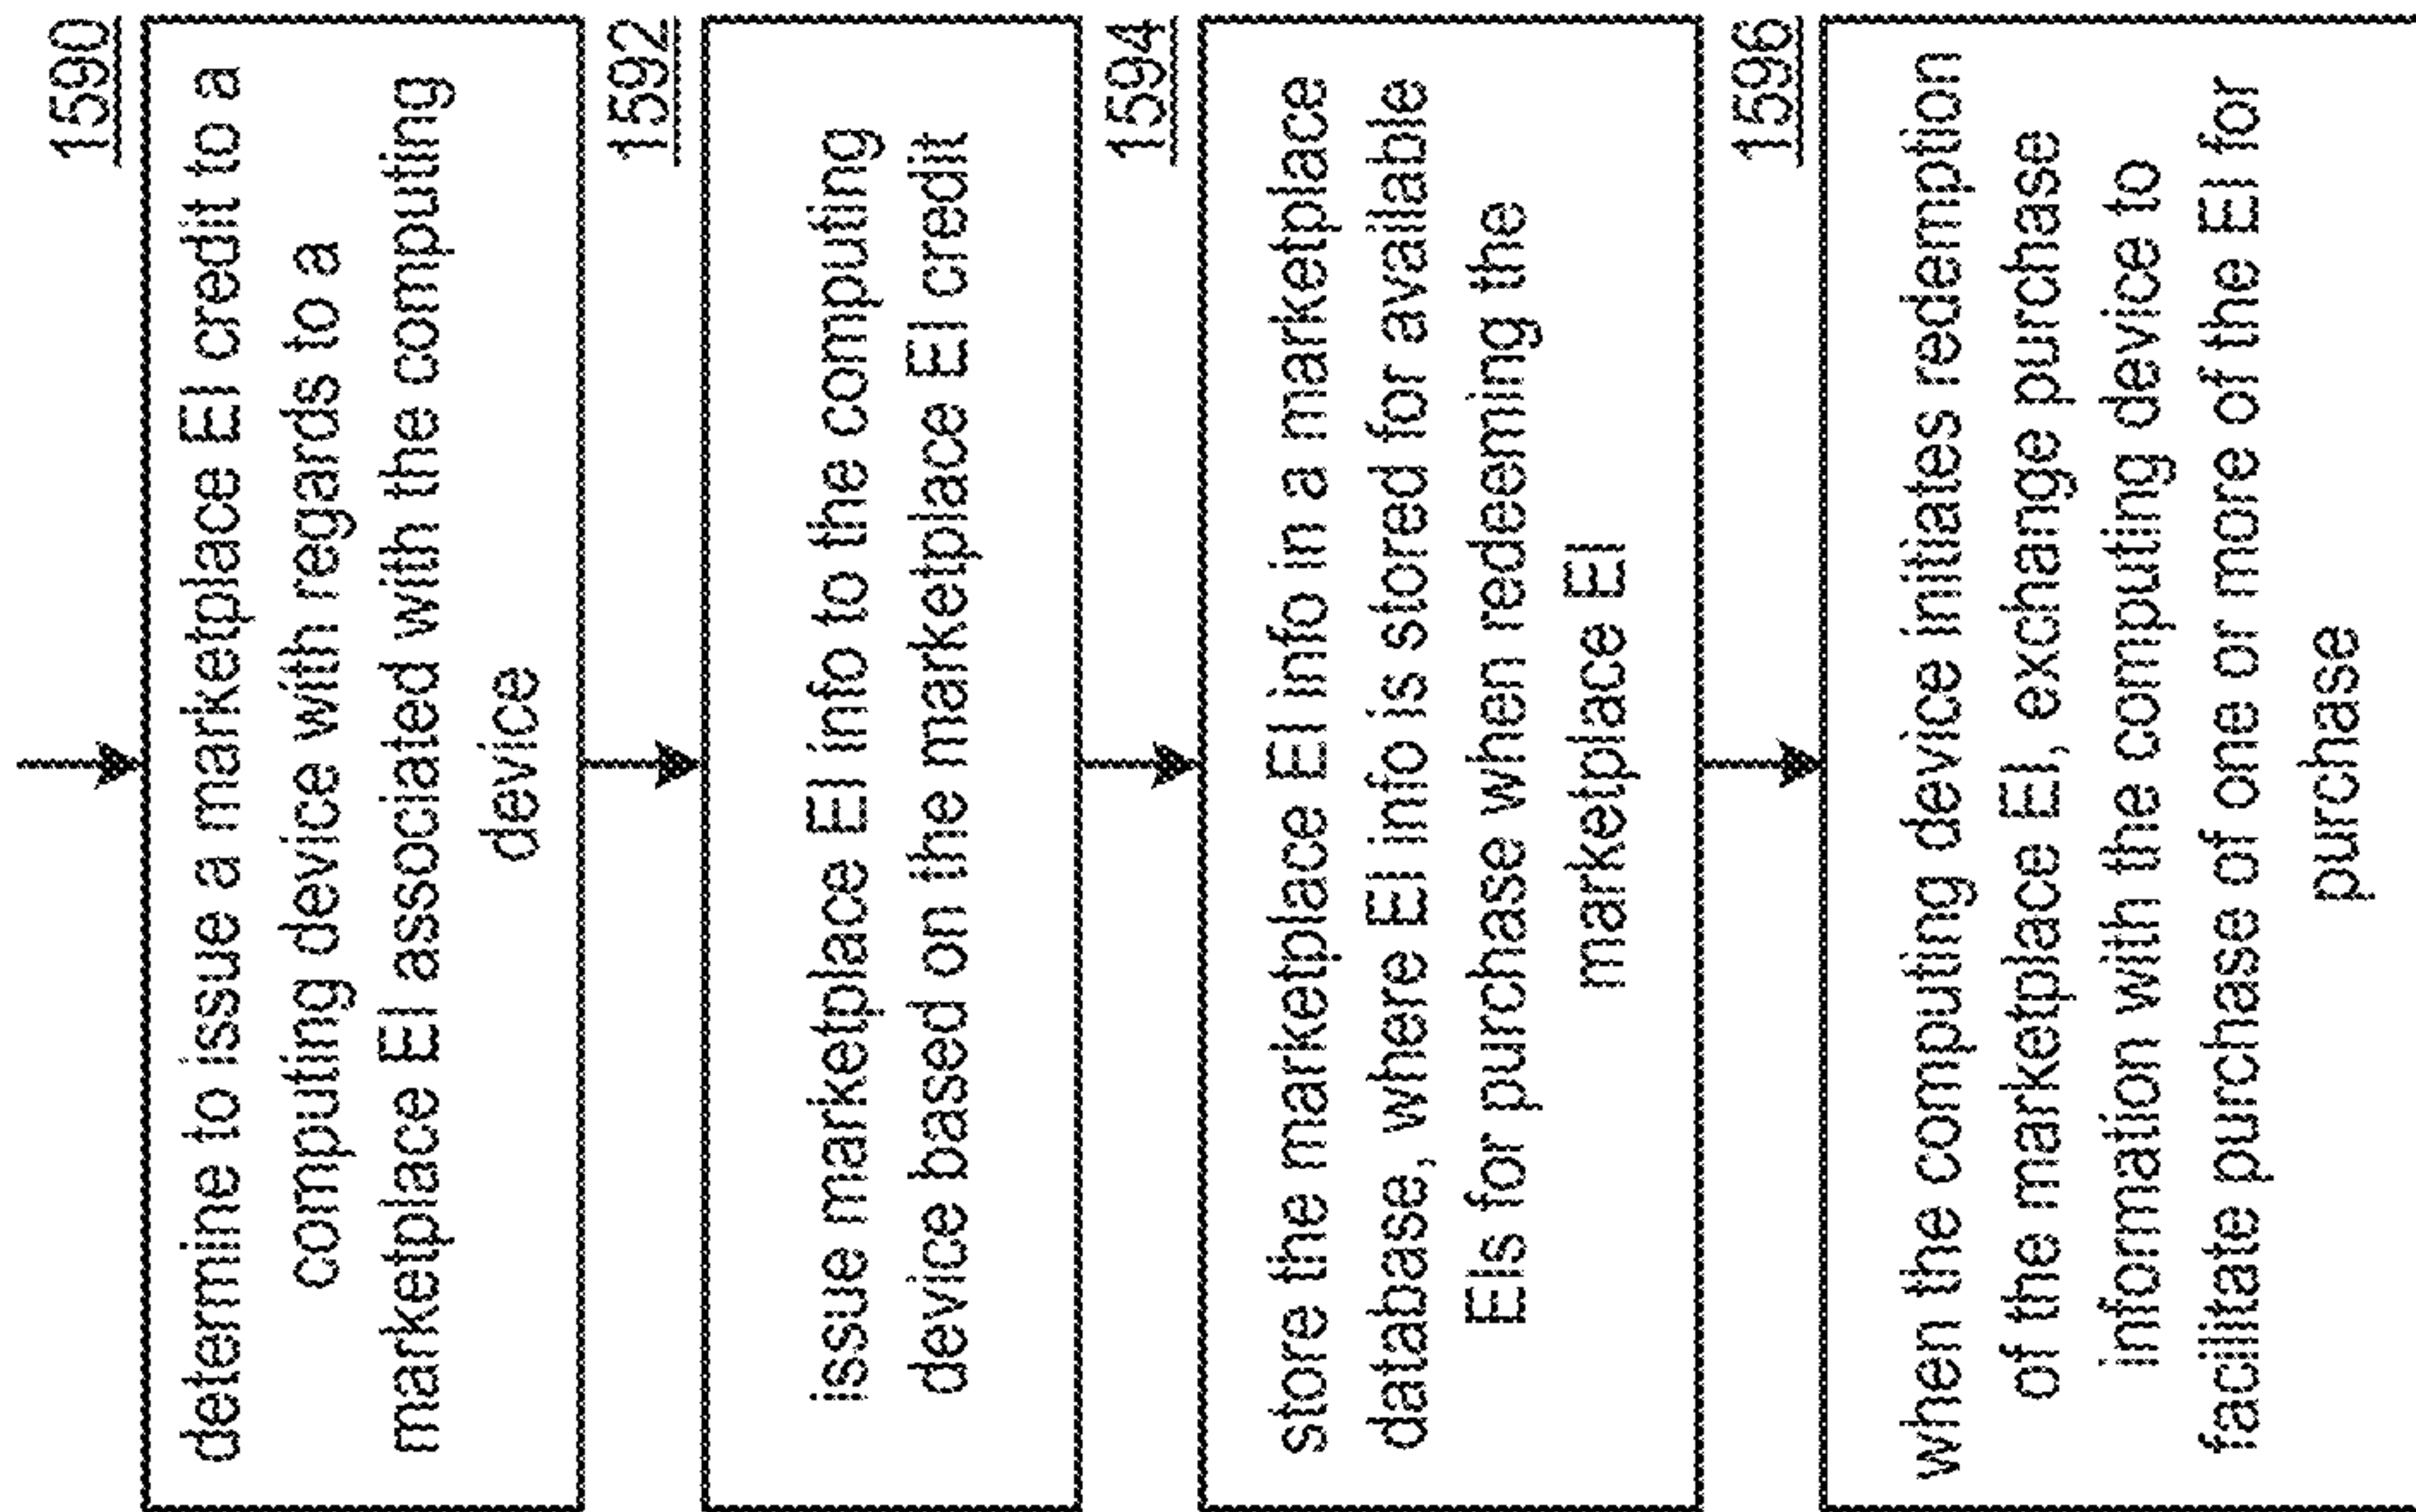 1590
determine to issue a marketplace EI credit to a
computing device with regards to a
marketplace EI associated with the computing
device
1592
issue marketplace EI info to the computing
device based on the marketplace EI credit
1594
store the marketplace EI info in a marketplace
database, where EI info is stored for available
EIs for purchase when redeeming the
marketplace EI
1596
when the computing device initiates redemption
of the marketplace EI, exchange purchase
information with the computing device to
facilitate purchase of one or more of the EI for
purchase